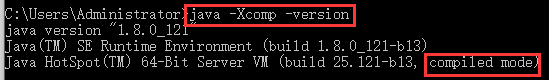 C:\Users\Administrator>java -Xcomp -version
java version "1.8.0_121"
Java(TM) SE Runtime Environment (build 1.8.0_121-b13)
Java HotSpot(TM) 64-Bit Server VM (build 25.121-b13, compiled mode)